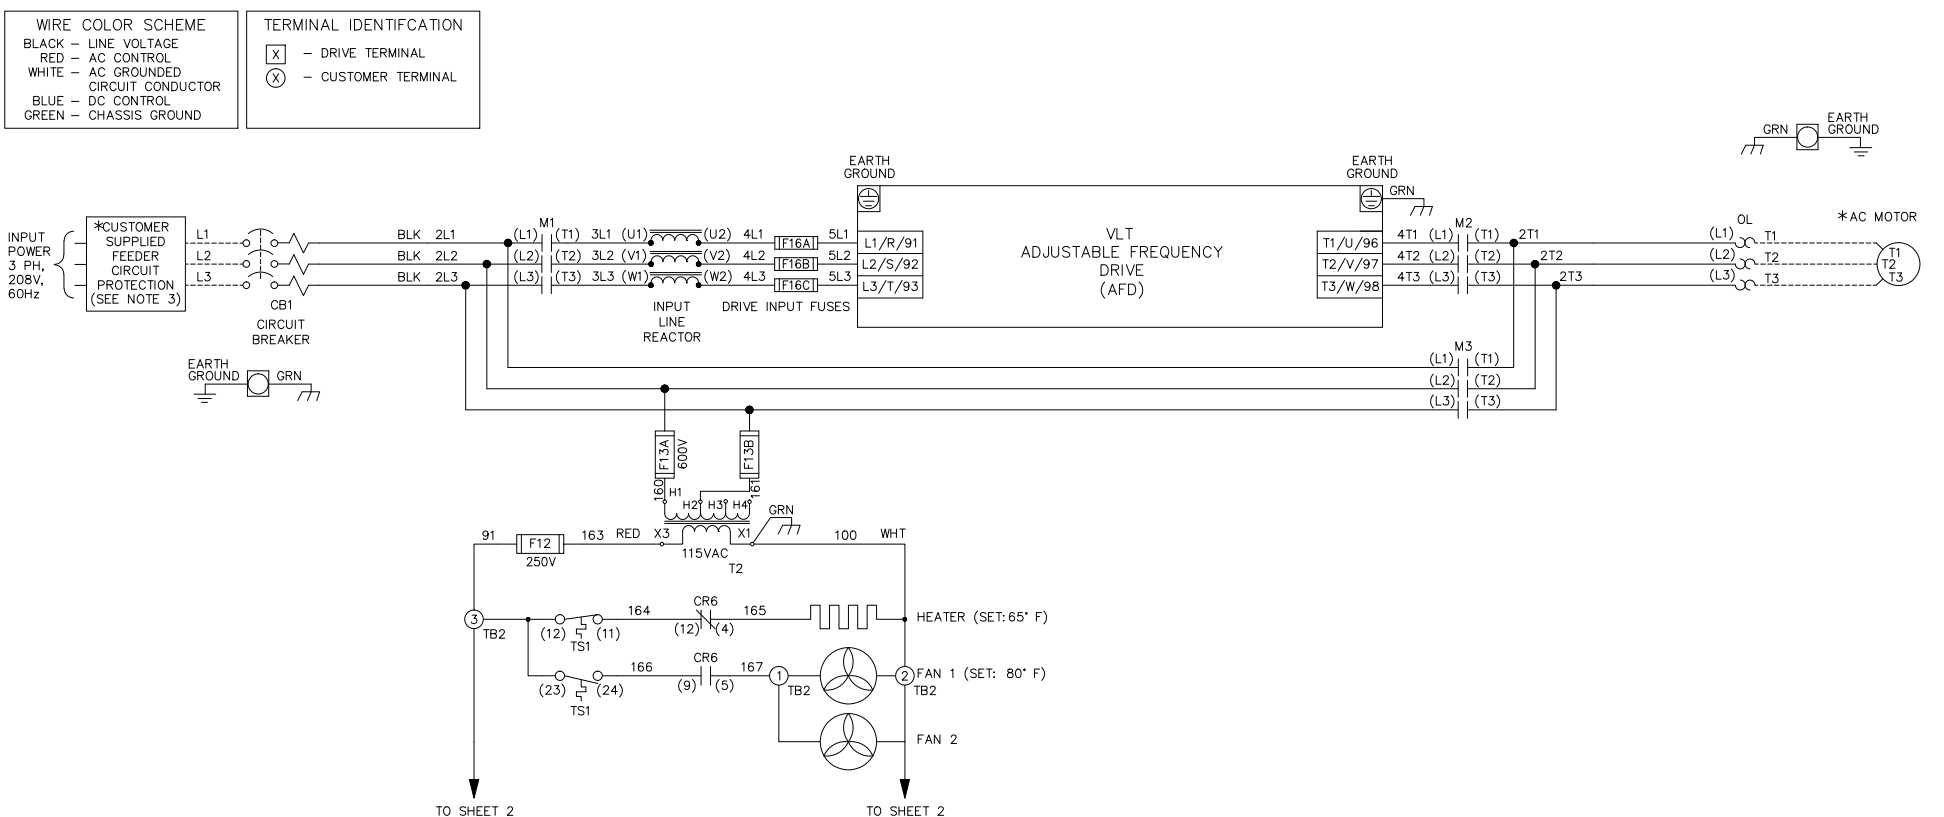 WIRE COLOR SCHEME
BLACK – LINE VOLTAGE
RED – AC CONTROL
WHITE – AC GROUNDED
CIRCUIT CONDUCTOR
BLUE – DC CONTROL
GREEN – CHASSIS GROUND
TERMINAL IDENTIFCATION
X – DRIVE TERMINAL
X – CUSTOMER TERMINAL
GRN
EARTH
GROUND
EARTH
GROUND
EARTH
GROUND
GRN
INPUT
POWER
3 PH,
208V,
60Hz
*CUSTOMER
SUPPLIED
FEEDER
CIRCUIT
PROTECTION
(SEE NOTE 3)
L1
L2
L3
CB1
CIRCUIT
BREAKER
BLK 2L1
BLK 2L2
BLK 2L3
M1
(L1) (T1) 3L1 (U1) (U2) 4L1 F16A 5L1 L1/R/91
(L2) (T2) 3L2 (V1) (V2) 4L2 F16B 5L2 L2/S/92
(L3) (T3) 3L3 (W1) (W2) 4L3 F16C 5L3 L3/T/93
INPUT
LINE
REACTOR
DRIVE INPUT FUSES
VLT
ADJUSTABLE FREQUENCY
DRIVE
(AFD)
M2
T1/U/96 4T1 (L1) (T1) 2T1
T2/V/97 4T2 (L2) (T2) 2T2
T3/W/98 4T3 (L3) (T3) 2T3
OL
(L1) T1
(L2) T2
(L3) T3
*AC MOTOR
T1
T2
T3
M3
(L1) (T1)
(L2) (T2)
(L3) (T3)
EARTH
GROUND
GRN
F13A
600V
F13B
160
161
H1
H2 H3 H4
GRN
91 F12 163 RED X3 X1 100 WHT
250V
115VAC
T2
3
TB2
(12) (11)
TS1
164
CR6
(12) (4)
165
HEATER (SET:65° F)
(23) (24)
TS1
166
CR6
(9) (5)
167
1
TB2
2
TB2
FAN 1 (SET: 80° F)
FAN 2
TO SHEET 2
TO SHEET 2